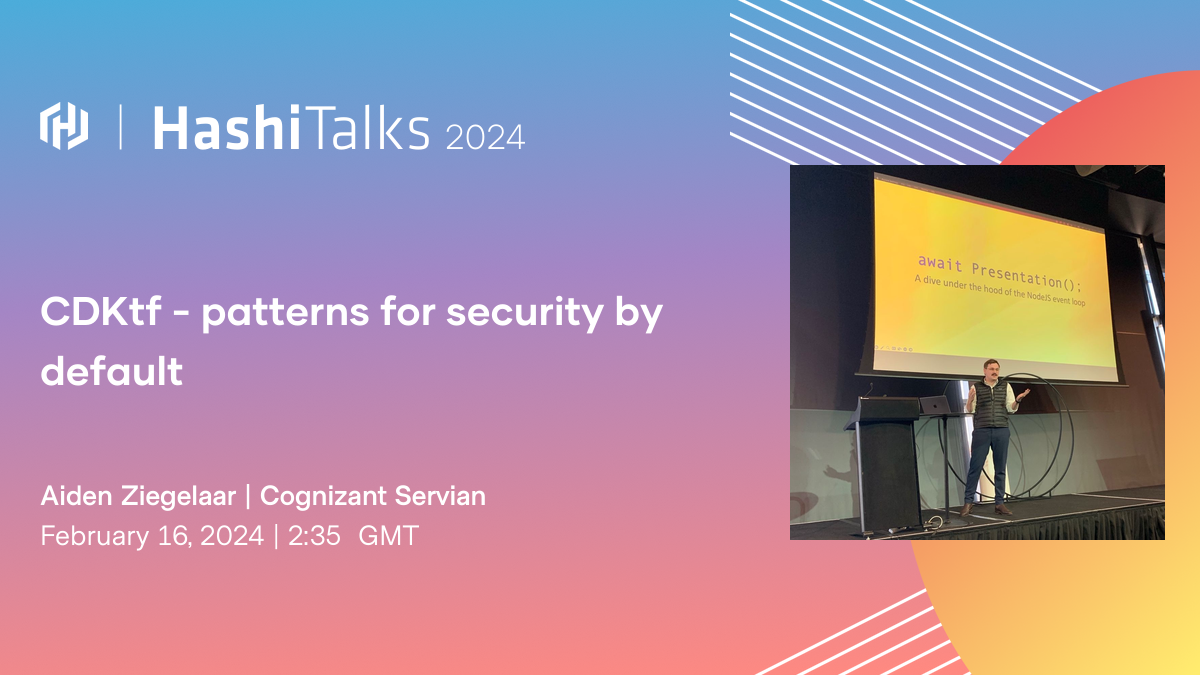 HashiTalks 2024
CDKtf - patterns for security by
default
Aiden Ziegelaar | Cognizant Servian
February 16, 2024 | 2:35 GMT
await Presentation();
A dive under the hood of the NodeJS event loop